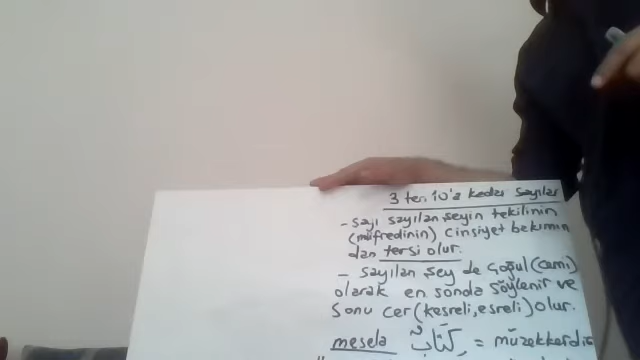 3 ten 10'a kadar sayılar
- sayı sayılan şeyin tekilinin
(müfredinin) cinsiyet bakımın
dan tersi olur.
- sayılan şey de çoğul (cemi)
olarak en sonda söylenir ve
sonu cer (kesreli, esreli) olur.
mesela كِتَابٌ = müzekkerdir